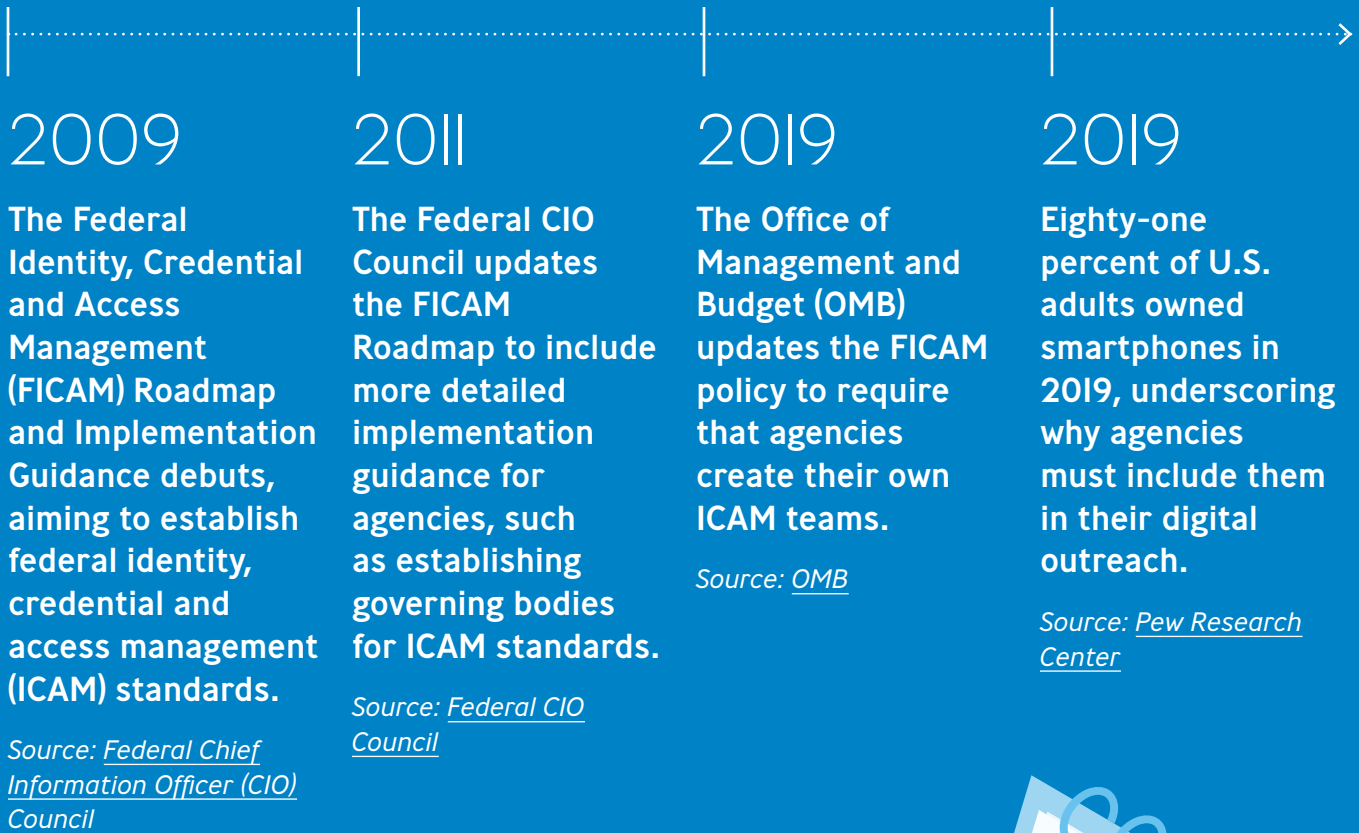 2009
The Federal
Identity, Credential
and Access
Management
(FICAM) Roadmap
and Implementation
Guidance debuts,
aiming to establish
federal identity,
credential and
access management
(ICAM) standards.
Source: Federal Chief
Information Officer (CIO)
Council
2011
The Federal CIO
Council updates
the FICAM
Roadmap to include
more detailed
implementation
guidance for
agencies, such
as establishing
governing bodies
for ICAM standards.
Source: Federal CIO
Council
2019
The Office of
Management and
Budget (OMB)
updates the FICAM
policy to require
that agencies
create their own
ICAM teams.
Source: OMB
2019
Eighty-one
percent of U.S.
adults owned
smartphones in
2019, underscoring
why agencies
must include them
in their digital
outreach.
Source: Pew Research
Center